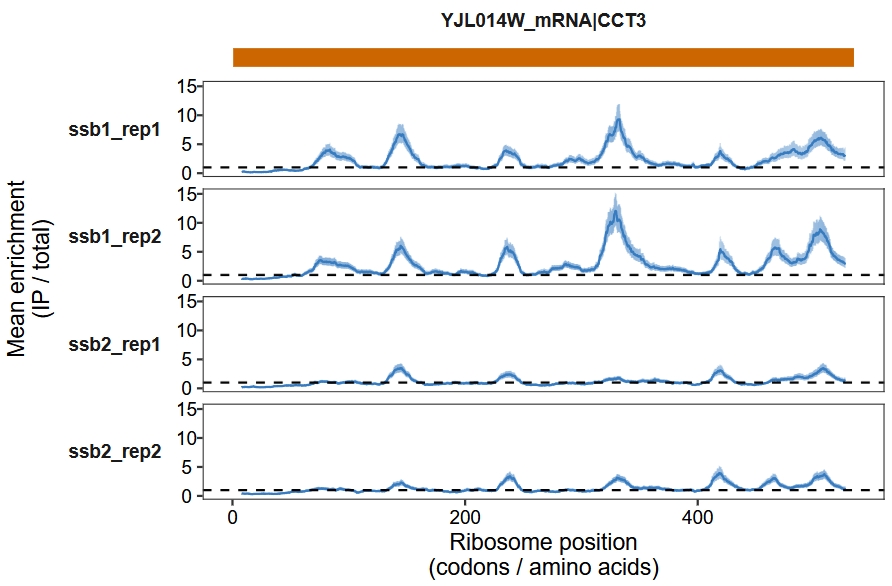 YJL014W_mRNA|CCT3
Mean enrichment
(IP / total)
ssb1_rep1
15
10
5
0
ssb1_rep2
15
10
5
0
ssb2_rep1
15
10
5
0
ssb2_rep2
15
10
5
0
0 200 400
Ribosome position
(codons / amino acids)